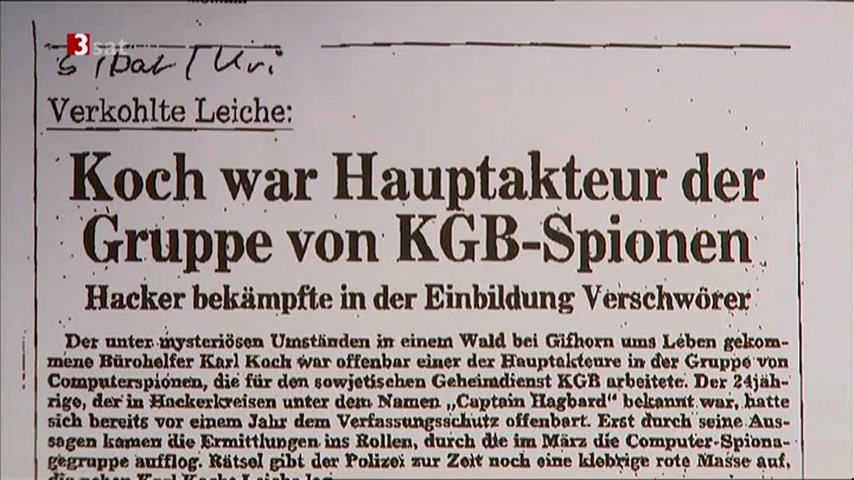 3sat
Verkohlte Leiche:
Koch war Hauptakteur der
Gruppe von KGB-Spionen
Hacker bekämpfte in der Einbildung Verschwörer
Der unter mysteriösen Umständen in einem Wald bei Gifhorn ums Leben gekom-
mene Bürohelfer Karl Koch war offenbar einer der Hauptakteure in der Gruppe von
Computerspionen, die für den sowjetischen Geheimdienst KGB arbeitete. Der 24jäh-
rige, der in Hackerkreisen unter dem Namen „Captain Hagbard" bekannt war, hatte
sich bereits vor einem Jahr dem Verfassungsschutz offenbart. Erst durch seine Aus-
sagen kamen die Ermittlungen ins Rollen, durch die im März die Computer-Spiona-
gegruppe aufflog. Rätsel gibt der Polizei zur Zeit noch eine klebrige rote Masse auf,